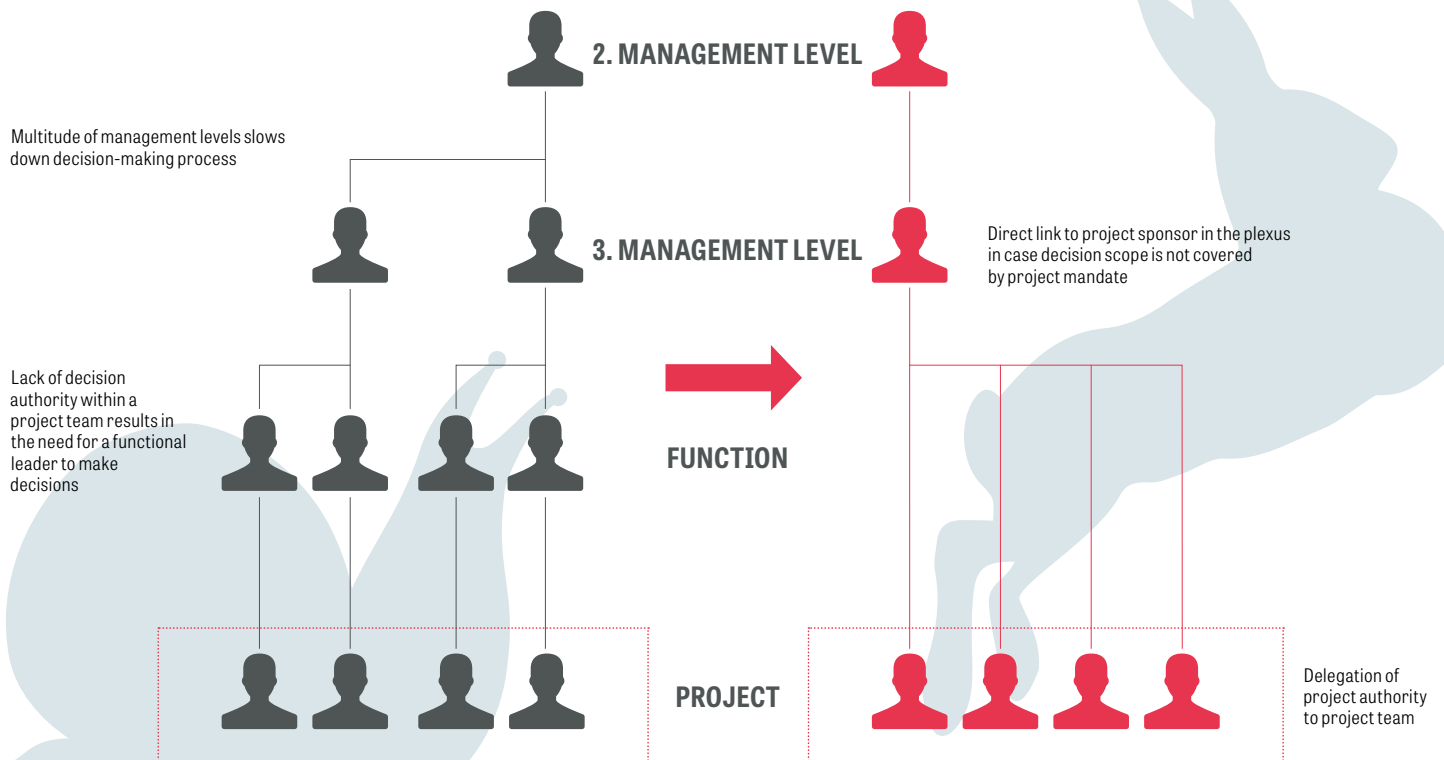 2. MANAGEMENT LEVEL
Multitude of management levels slows
down decision-making process
3. MANAGEMENT LEVEL
Direct link to project sponsor in the plexus
in case decision scope is not covered
by project mandate
Lack of decision
authority within a
project team results in
the need for a functional
leader to make
decisions
FUNCTION
PROJECT
Delegation of
project authority
to project team